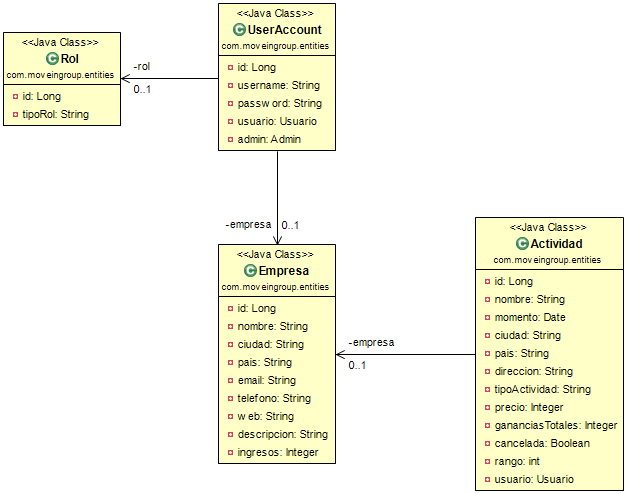 <<Java Class>>
Rol
com.moveingroup.entities
id: Long
tipoRol: String
-rol
0..1
<<Java Class>>
UserAccount
com.moveingroup.entities
id: Long
username: String
password: String
usuario: Usuario
admin: Admin
-empresa
0..1
<<Java Class>>
Empresa
com.moveingroup.entities
id: Long
nombre: String
ciudad: String
pais: String
email: String
telefono: String
web: String
descripcion: String
ingresos: Integer
-empresa
0..1
<<Java Class>>
Actividad
com.moveingroup.entities
id: Long
nombre: String
momento: Date
ciudad: String
pais: String
direccion: String
tipoActividad: String
precio: Integer
gananciasTotales: Integer
cancelada: Boolean
rango: int
usuario: Usuario